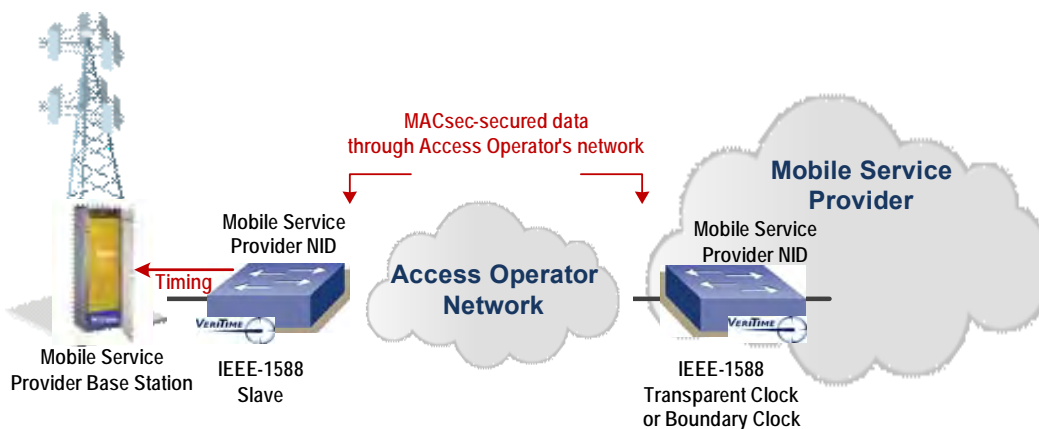 MACsec-secured data
through Access Operator's network
Mobile Service
Provider
Mobile Service
Provider NID
Mobile Service
Provider NID
Access Operator
Network
Timing
VERITIME
VERITIME
Mobile Service
Provider Base Station
IEEE-1588
Slave
IEEE-1588
Transparent Clock
or Boundary Clock